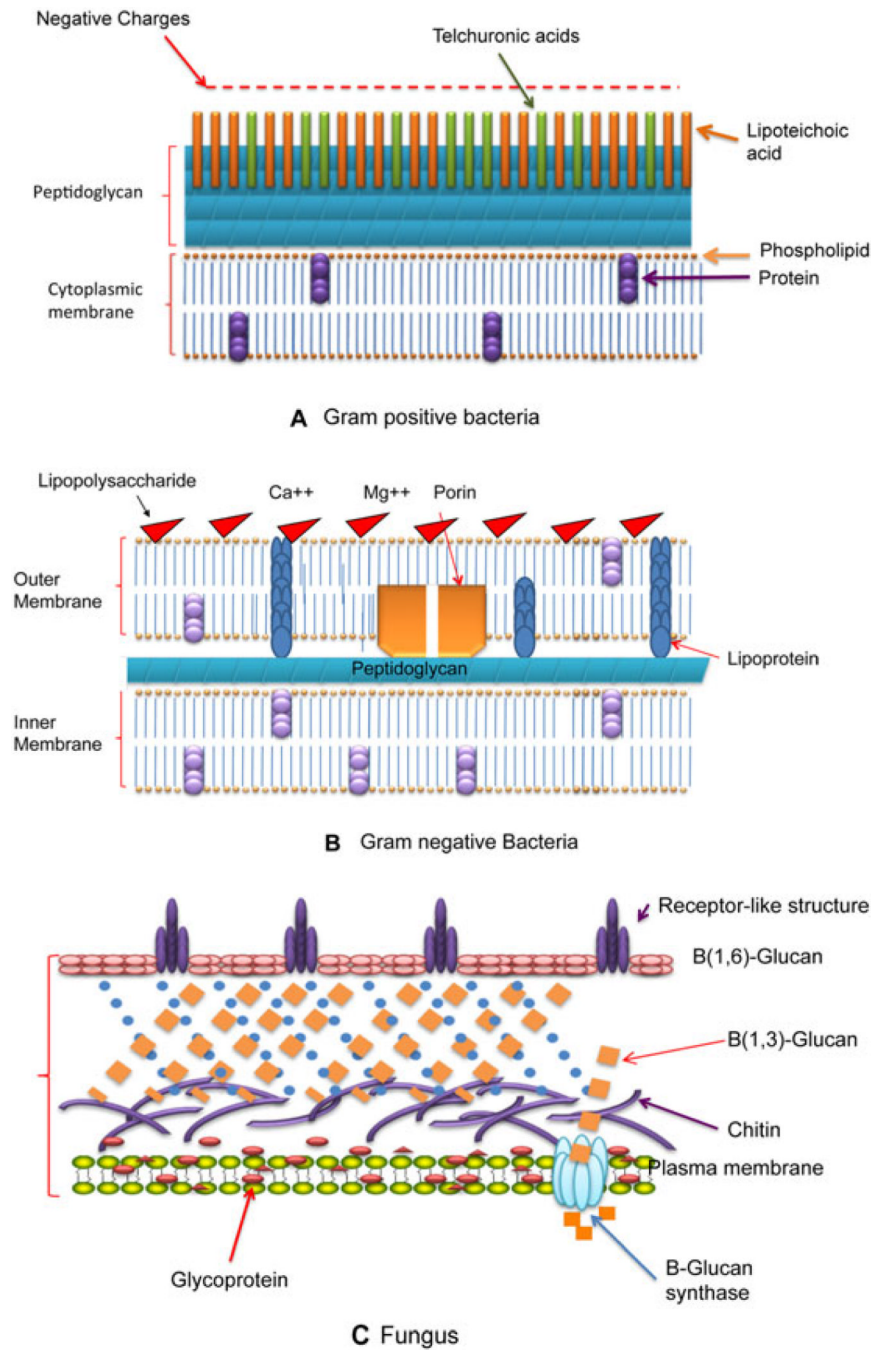 Negative Charges
Telchuronic acids
Lipoteichoic
acid
Peptidoglycan
Phospholipid
Protein
Cytoplasmic
membrane
A Gram positive bacteria
Lipopolysaccharide
Ca++
Mg++
Porin
Outer
Membrane
Lipoprotein
Peptidoglycan
Inner
Membrane
B Gram negative Bacteria
Receptor-like structure
B(1,6)-Glucan
B(1,3)-Glucan
Chitin
Plasma membrane
Glycoprotein
B-Glucan
synthase
C Fungus